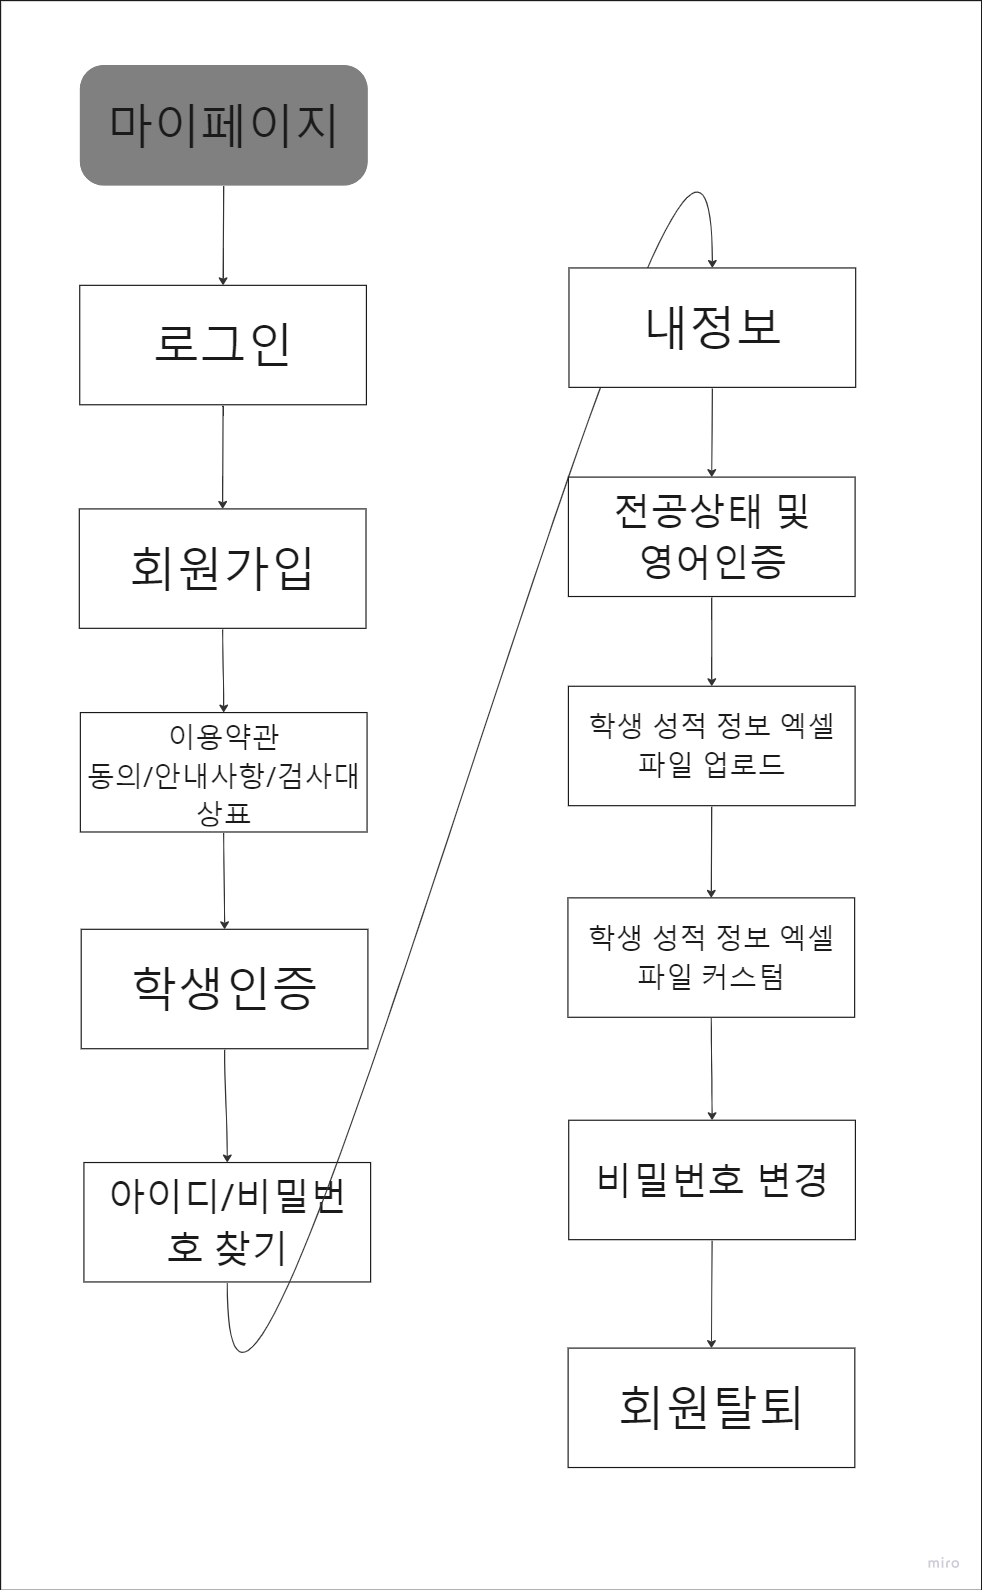 마이페이지
로그인
회원가입
이용약관
동의/안내사항/검사대
상표
학생인증
아이디/비밀번
호 찾기
내정보
전공상태 및
영어인증
학생 성적 정보 엑셀
파일 업로드
학생 성적 정보 엑셀
파일 커스텀
비밀번호 변경
회원탈퇴
miro